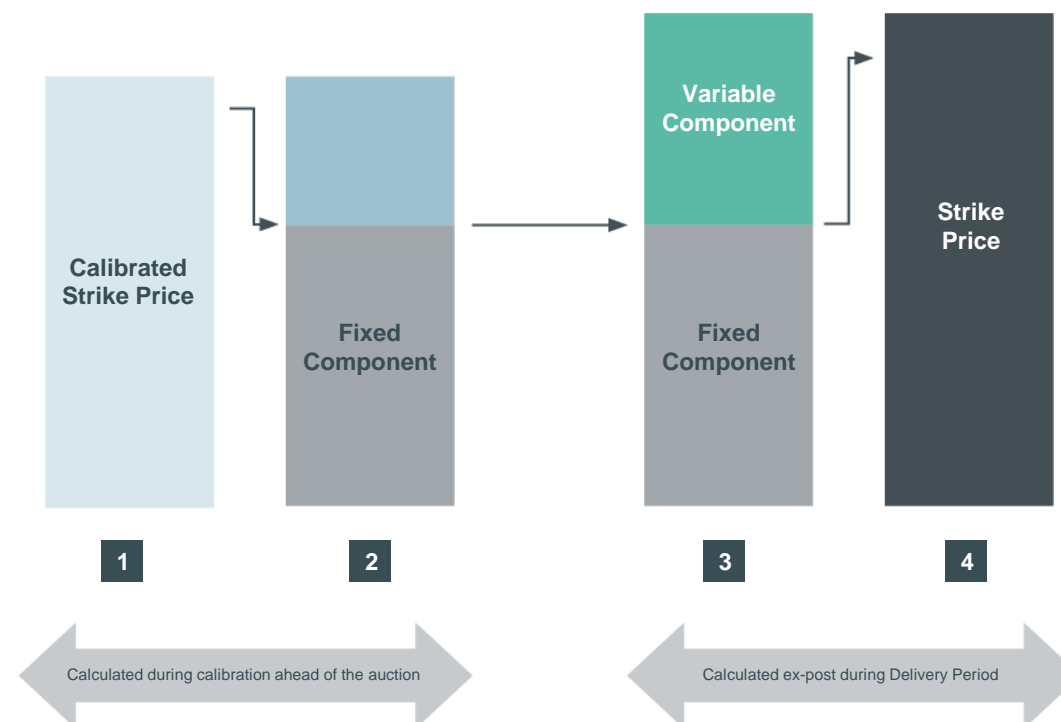 Calibrated
Strike Price
Fixed
Component
Variable
Component
Fixed
Component
Strike
Price
1
2
3
4
Calculated during calibration ahead of the auction
Calculated ex-post during Delivery Period